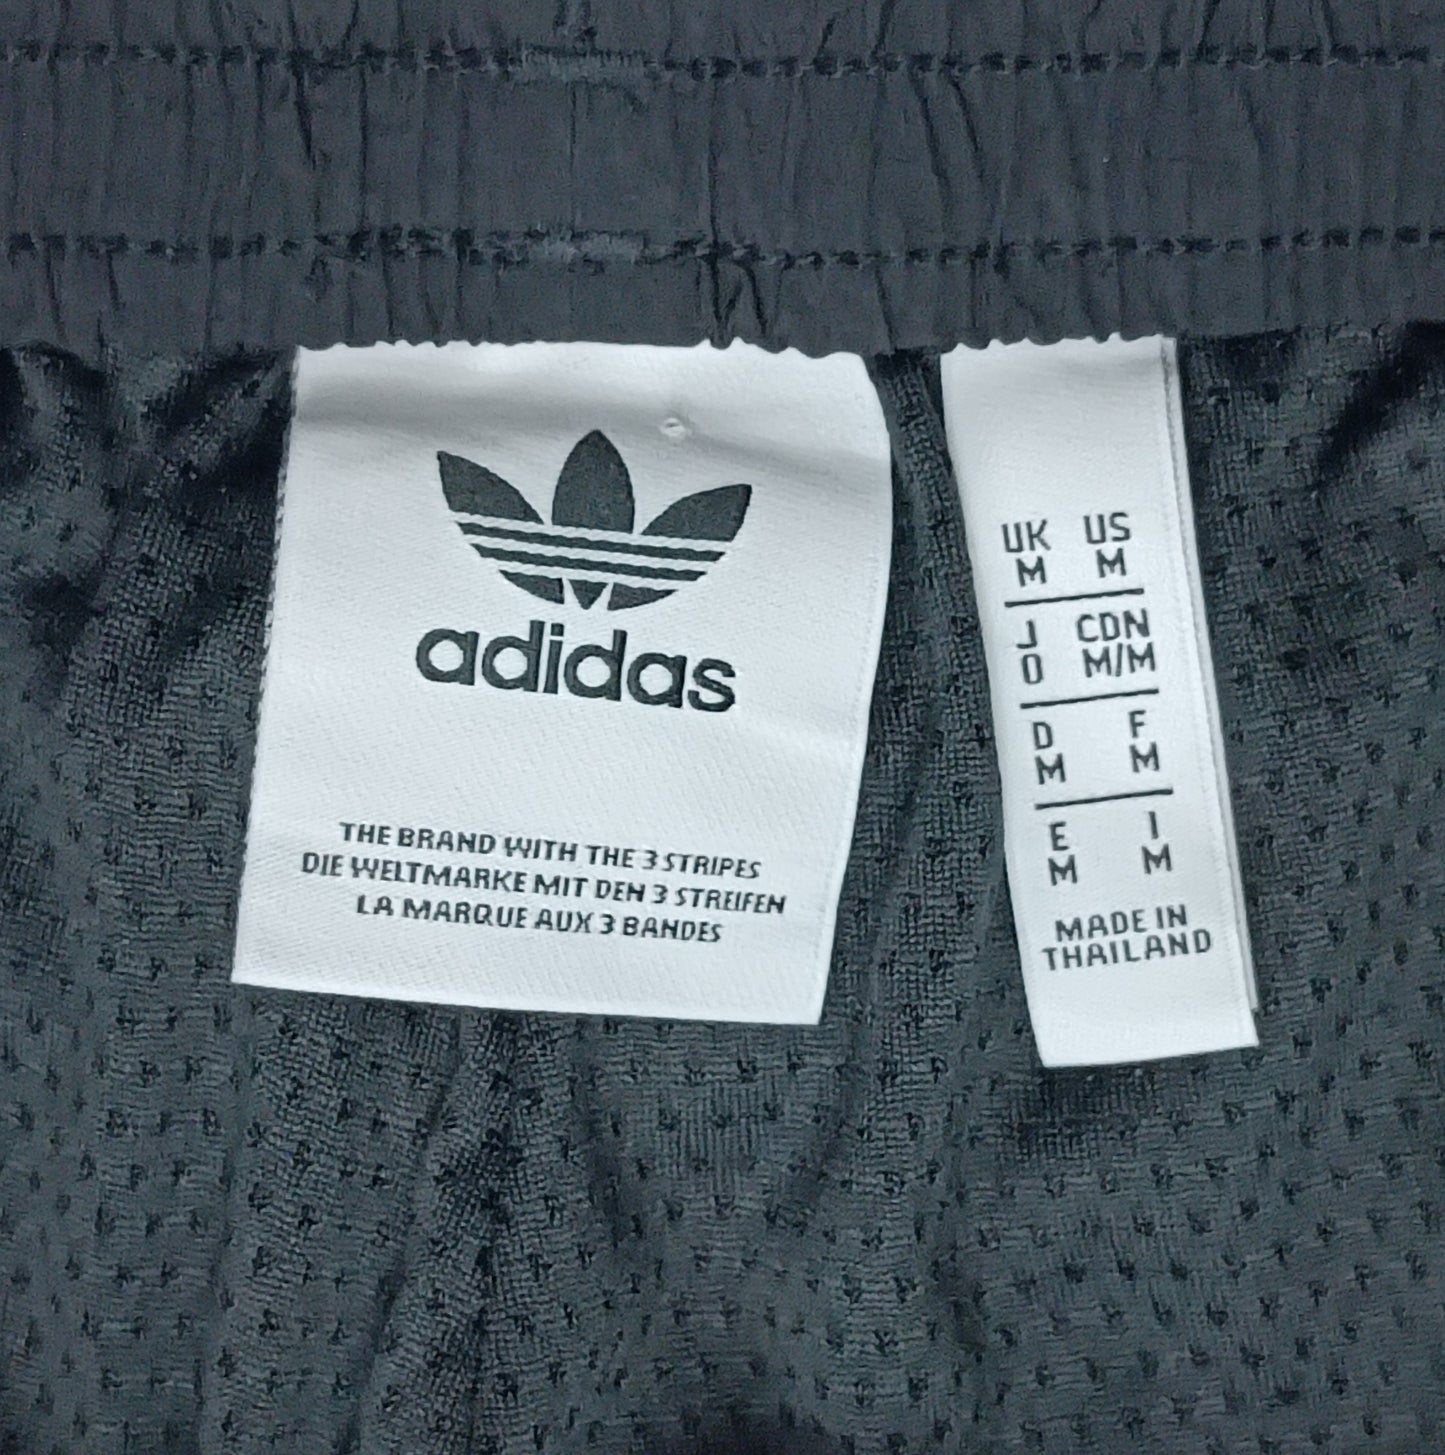 adidas
THE BRAND WITH THE 3 STRIPES
DIE WELTMARKE MIT DEN 3 STREIFEN
LA MARQUE AUX 3 BANDES
UK US
M M
J CDN
O M/M
D F
M M
E I
M M
MADE IN
THAILAND